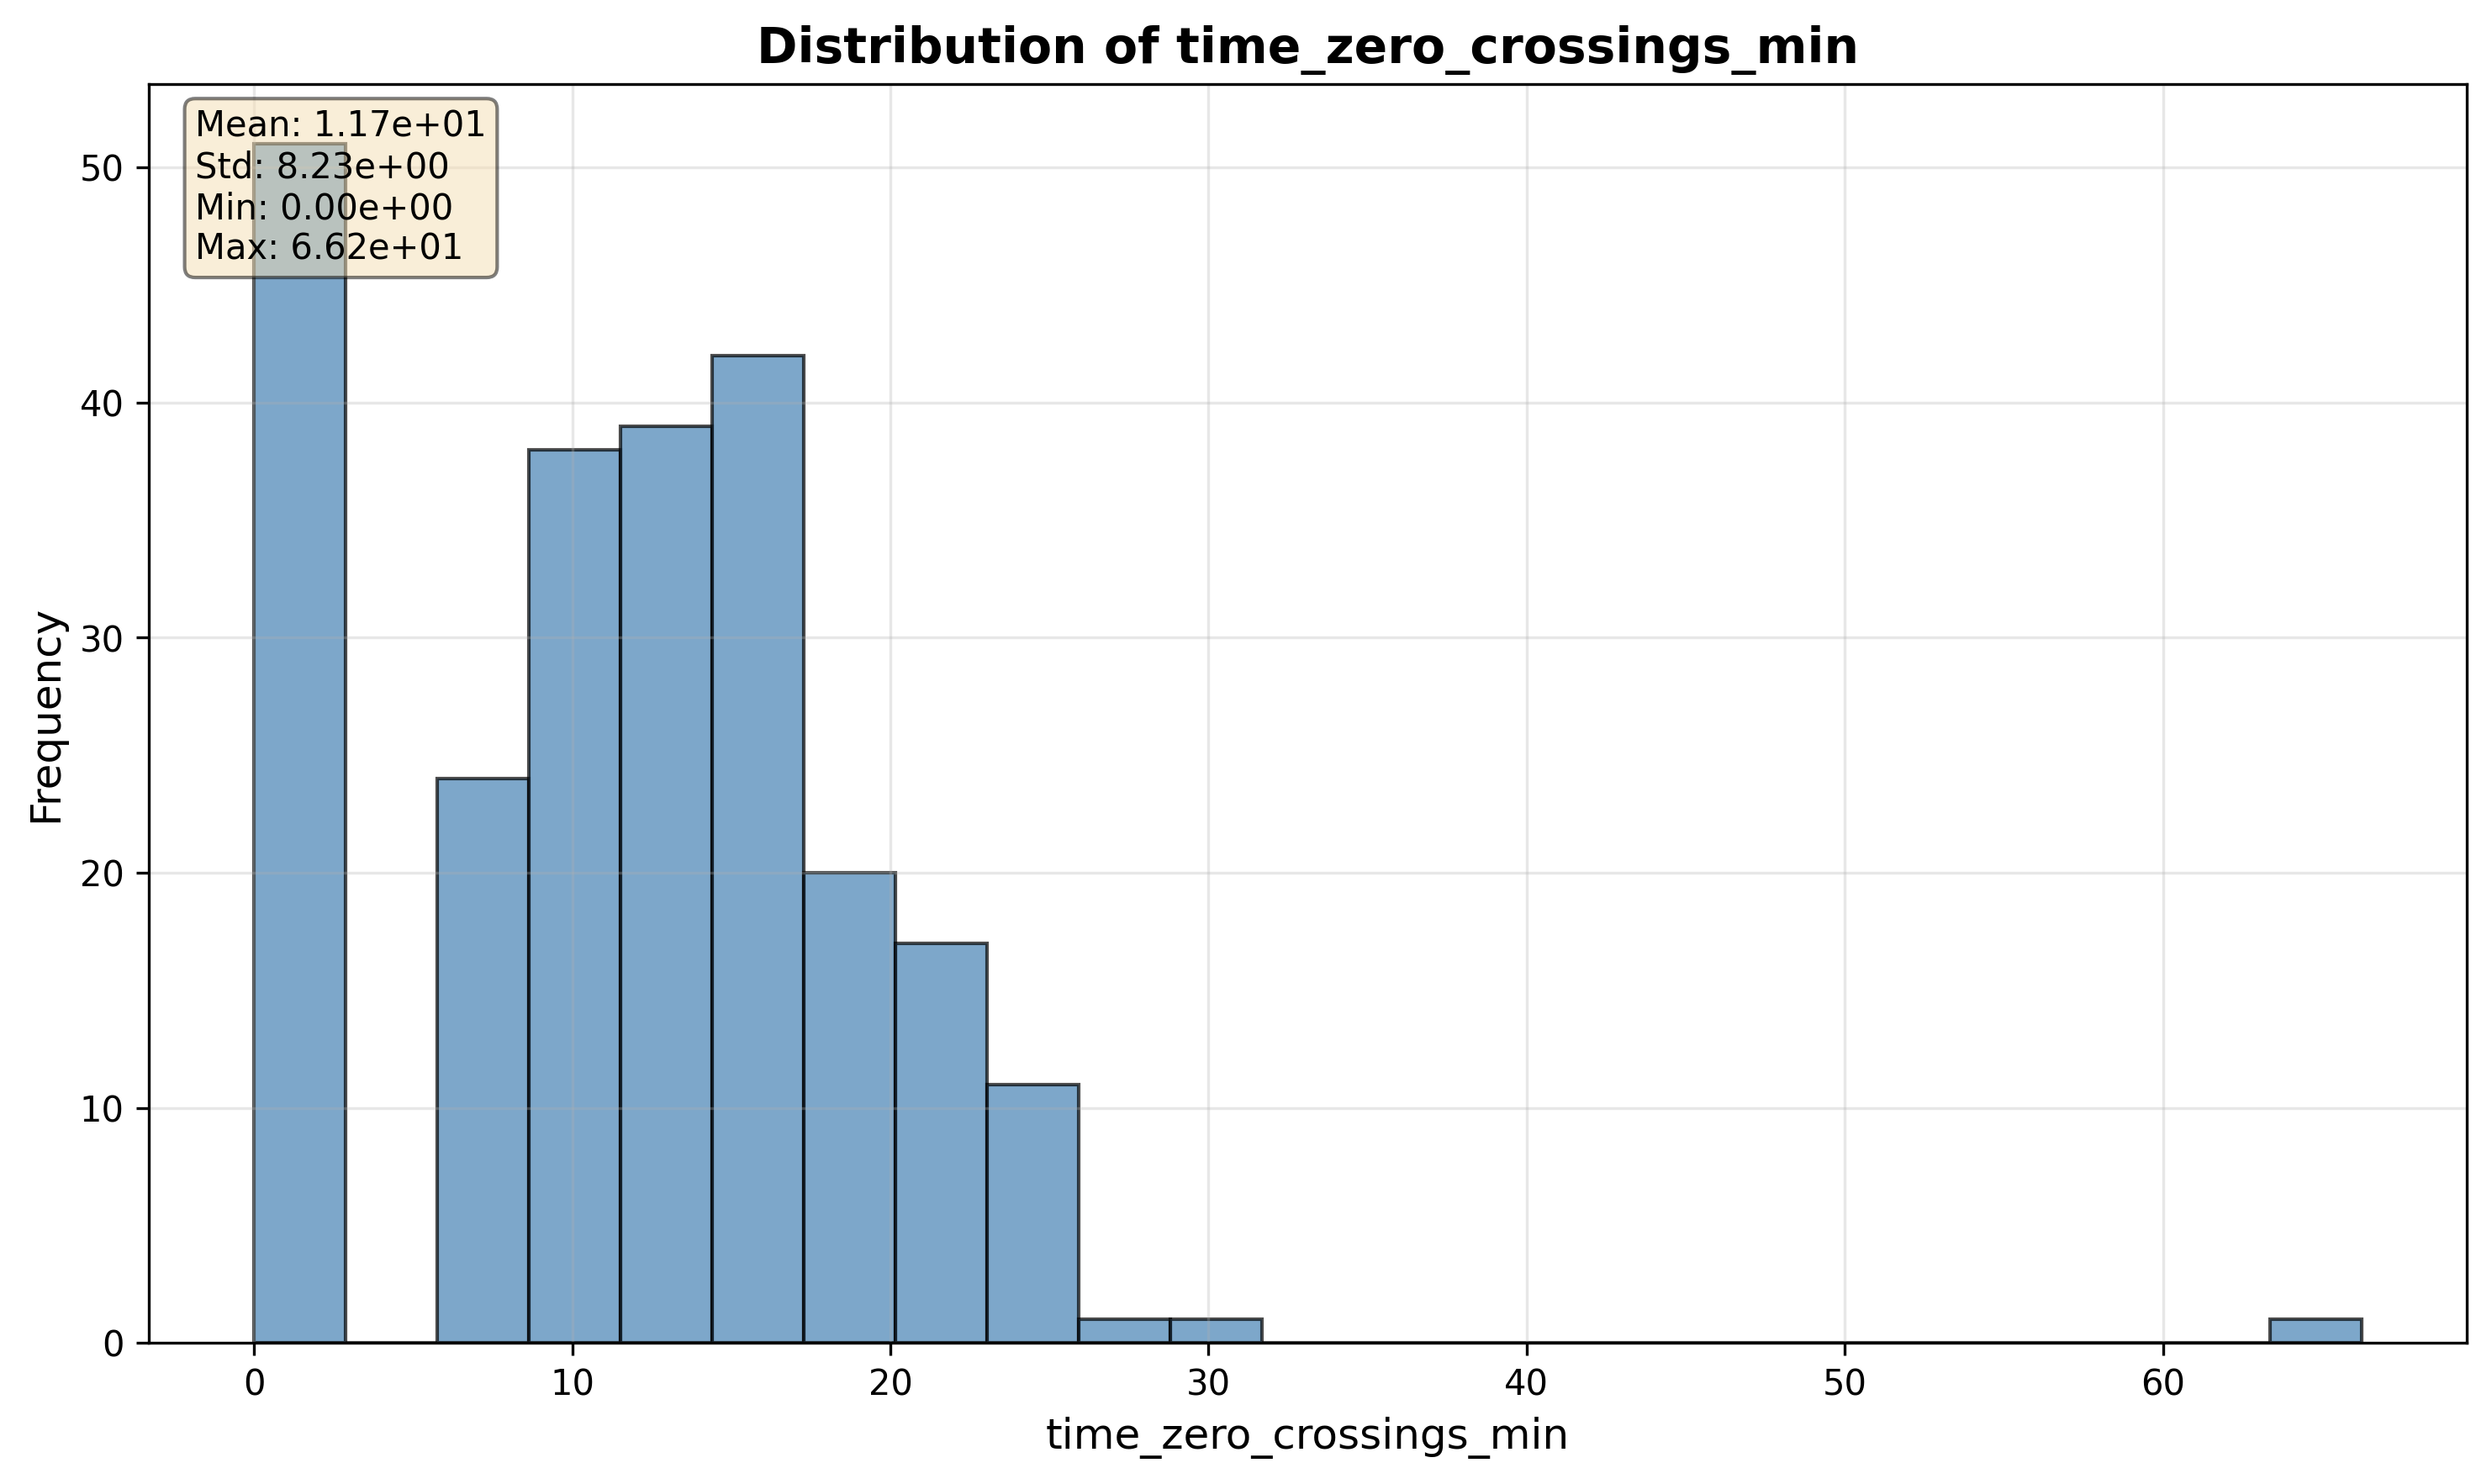 Distribution of time_zero_crossings_min
Mean: 1.17e+01
Std: 8.23e+00
Min: 0.00e+00
Max: 6.62e+01
50
40
30
20
10
0
Frequency
0 10 20 30 40 50 60
time_zero_crossings_min